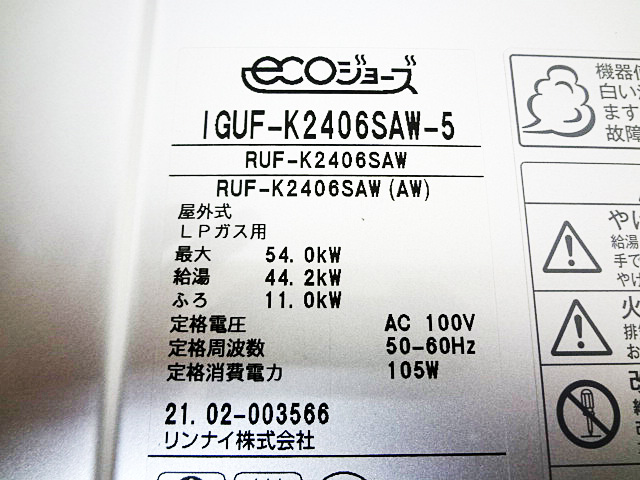 ecoジョーズ
IGUF-K2406SAW-5
RUF-K2406SAW
RUF-K2406SAW(AW)
屋外式
LPガス用
最大 54.0kW
給湯 44.2kW
ふろ 11.0kW
定格電圧 AC 100V
定格周波数 50-60Hz
定格消費電力 105W
21.02-003566
リンナイ株式会社
機器
白い
ます
故障
やけ
給湯
手で
やけ
火
排
お
改